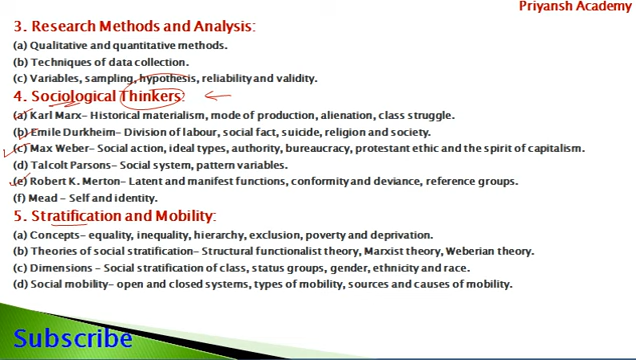 Priyansh Academy
3. Research Methods and Analysis:
(a) Qualitative and quantitative methods.
(b) Techniques of data collection.
(c) Variables, sampling, hypothesis, reliability and validity.
4. Sociological Thinkers:
(a) Karl Marx- Historical materialism, mode of production, alienation, class struggle.
(b) Emile Durkheim- Division of labour, social fact, suicide, religion and society.
(c) Max Weber- Social action, ideal types, authority, bureaucracy, protestant ethic and the spirit of capitalism.
(d) Talcolt Parsons- Social system, pattern variables.
(e) Robert K. Merton- Latent and manifest functions, conformity and deviance, reference groups.
(f) Mead - Self and identity.
5. Stratification and Mobility:
(a) Concepts- equality, inequality, hierarchy, exclusion, poverty and deprivation.
(b) Theories of social stratification- Structural functionalist theory, Marxist theory, Weberian theory.
(c) Dimensions - Social stratification of class, status groups, gender, ethnicity and race.
(d) Social mobility- open and closed systems, types of mobility, sources and causes of mobility.
Subscribe